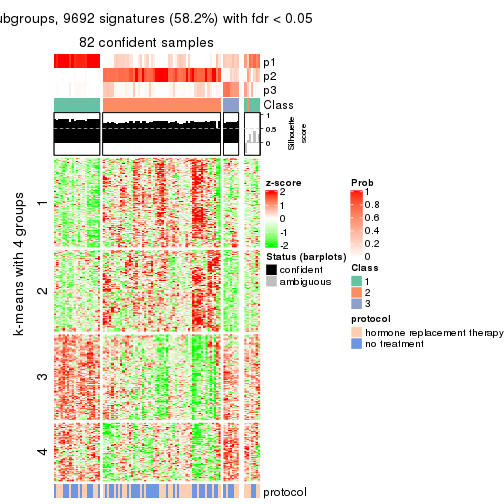 ubgroups, 9692 signatures (58.2%) with fdr < 0.05
82 confident samples
p1
p2
p3
Class
1
0.5
0
Silhouette
score
k-means with 4 groups
1
2
3
4
z-score
2
1
0
-1
-2
Status (barplots)
confident
ambiguous
Prob
1
0.8
0.6
0.4
0.2
0
Class
1
2
3
protocol
hormone replacement therapy
no treatment
protocol